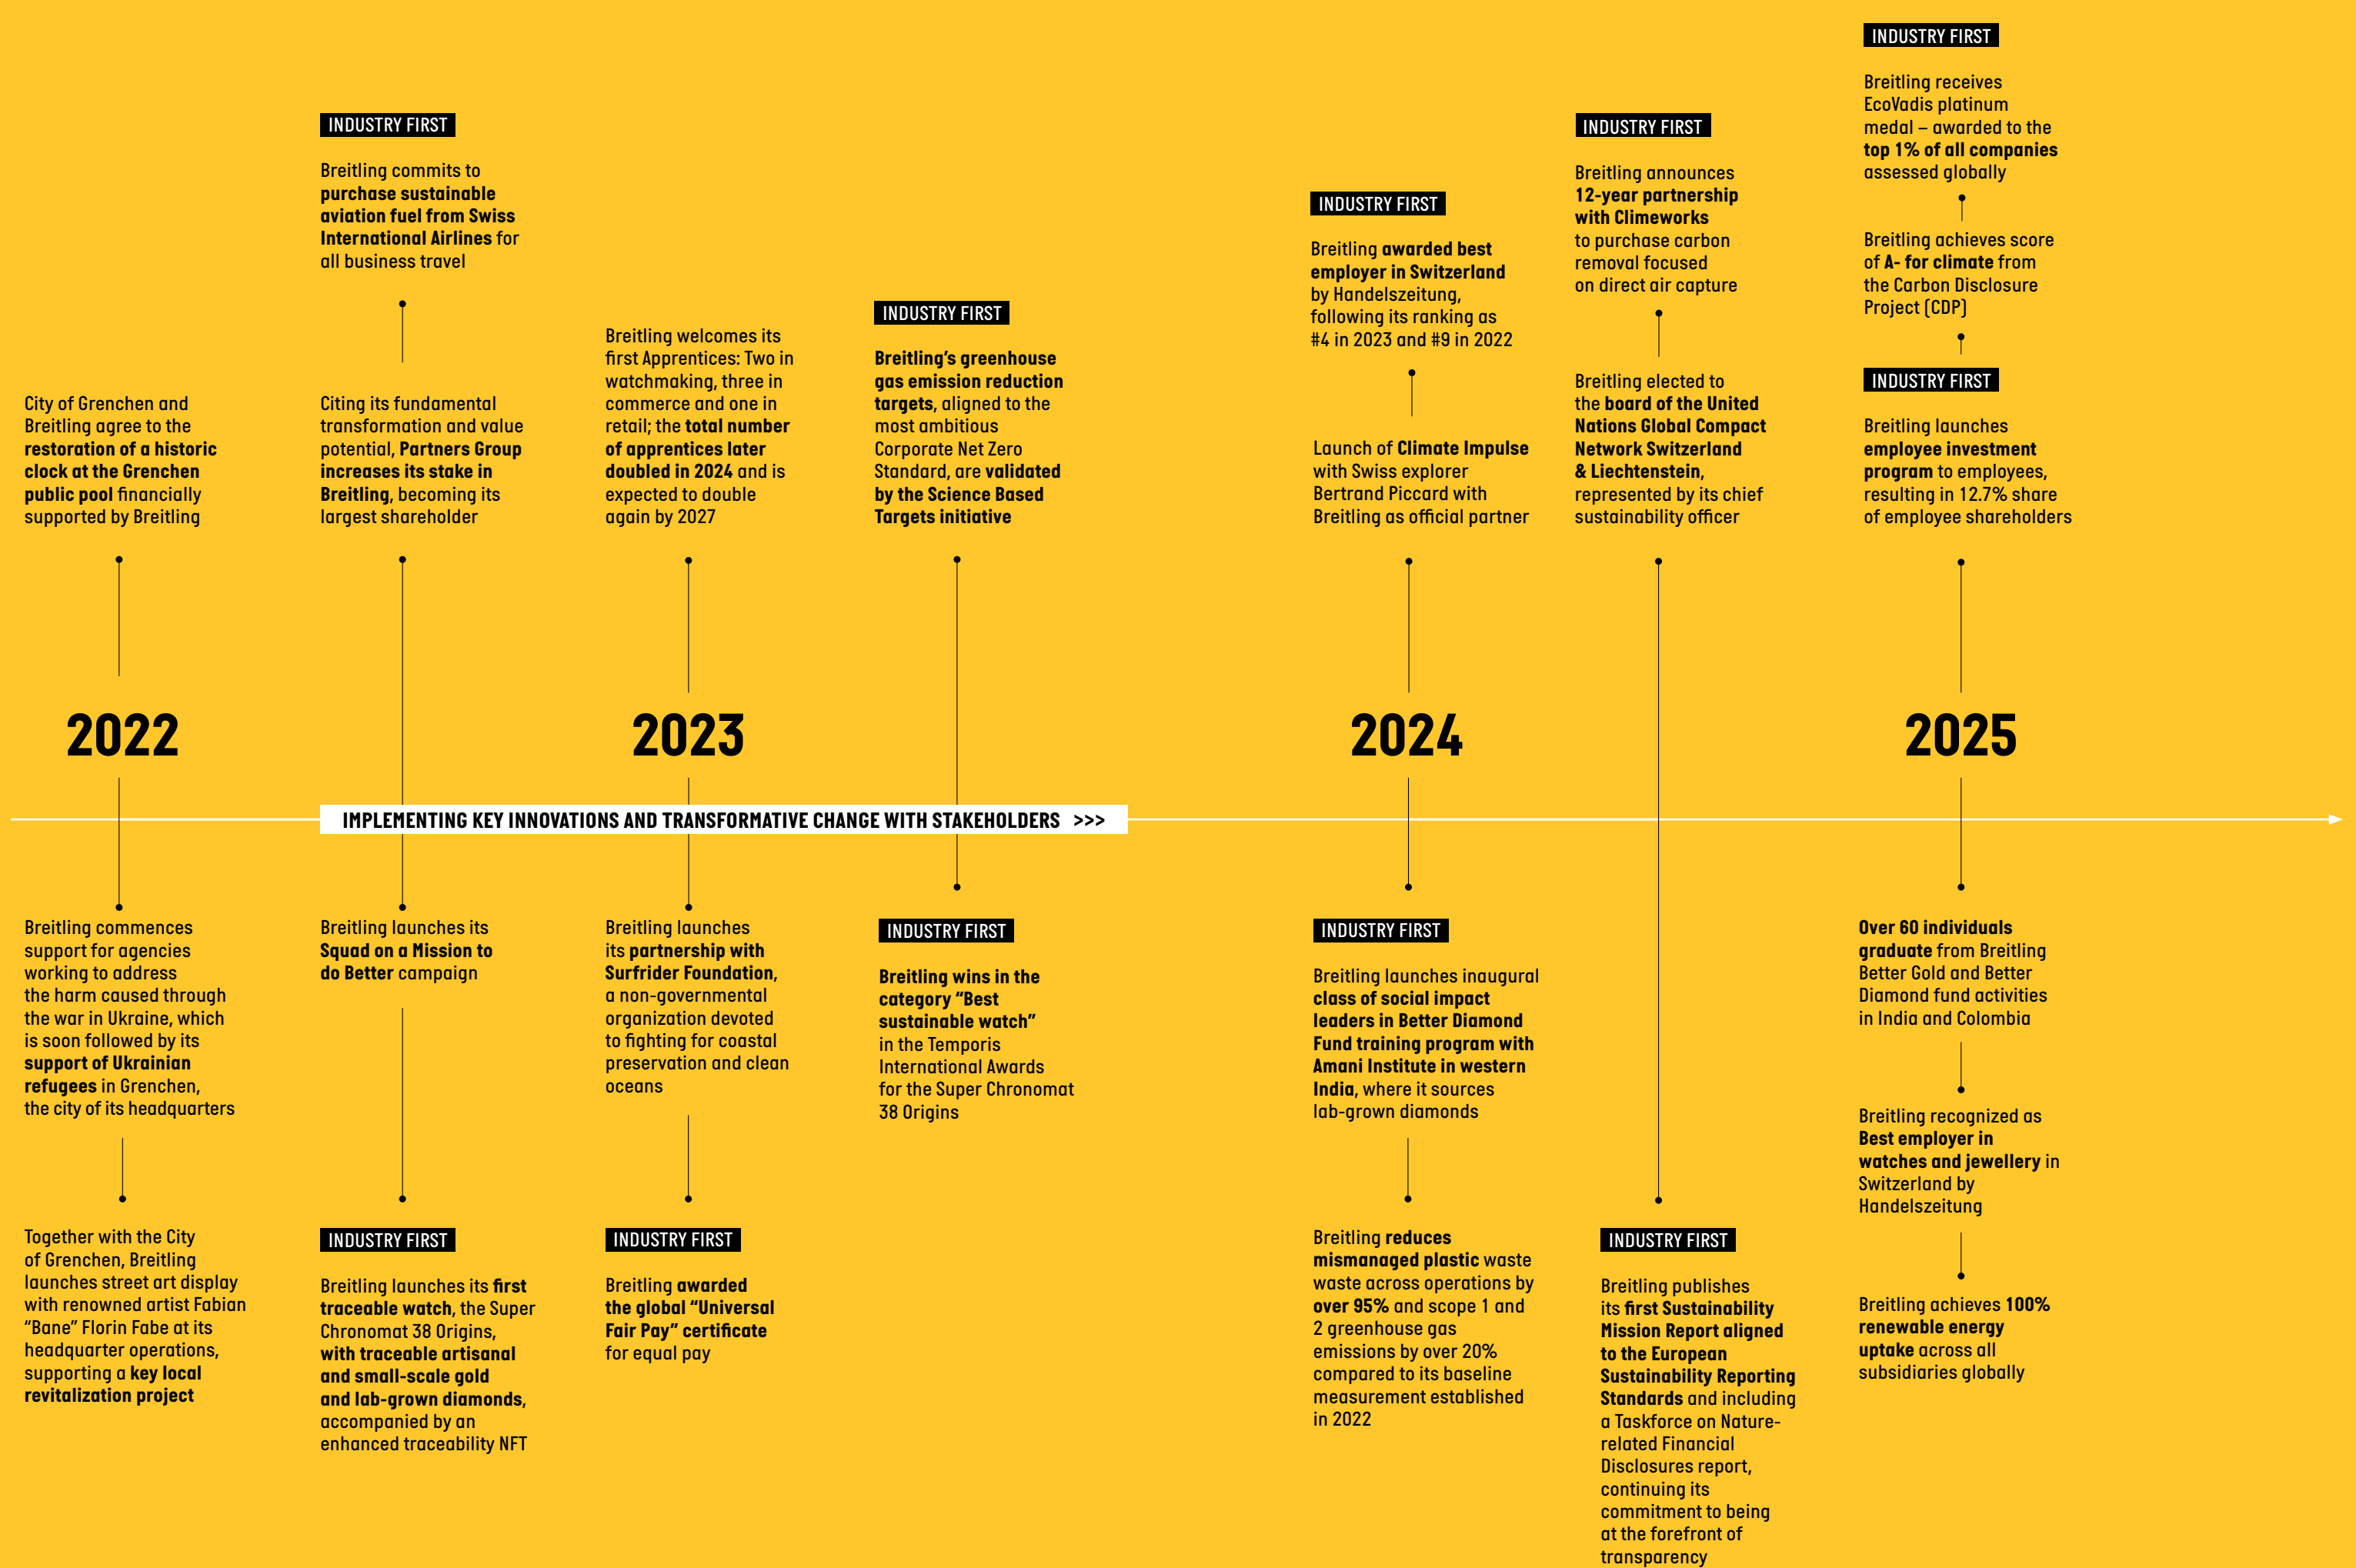 City of Grenchen and
Breitling agree to the
restoration of a historic
clock at the Grenchen
public pool financially
supported by Breitling
2022
Breitling commences
support for agencies
working to address
the harm caused through
the war in Ukraine, which
is soon followed by its
support of Ukrainian
refugees in Grenchen,
the city of its headquarters
Together with the City
of Grenchen, Breitling
launches street art display
with renowned artist Fabian
“Bane” Florin Fabe at its
headquarter operations,
supporting a key local
revitalization project
INDUSTRY FIRST
Breitling commits to
purchase sustainable
aviation fuel from Swiss
International Airlines for
all business travel
Citing its fundamental
transformation and value
potential, Partners Group
increases its stake in
Breitling, becoming its
largest shareholder
IMPLEMENTING KEY INNOVATIONS AND TRANSFORMATIVE CHANGE WITH STAKEHOLDERS >>>
Breitling launches its
Squad on a Mission to
do Better campaign
INDUSTRY FIRST
Breitling launches its first
traceable watch, the Super
Chronomat 38 Origins,
with traceable artisanal
and small-scale gold
and lab-grown diamonds,
accompanied by an
enhanced traceability NFT
Breitling welcomes its
first Apprentices: Two in
watchmaking, three in
commerce and one in
retail; the total number
of apprentices later
doubled in 2024 and is
expected to double
again by 2027
2023
Breitling launches
its partnership with
Surfrider Foundation,
a non-governmental
organization devoted
to fighting for coastal
preservation and clean
oceans
INDUSTRY FIRST
Breitling awarded
the global “Universal
Fair Pay” certificate
for equal pay
INDUSTRY FIRST
Breitling’s greenhouse
gas emission reduction
targets, aligned to the
most ambitious
Corporate Net Zero
Standard, are validated
by the Science Based
Targets initiative
INDUSTRY FIRST
Breitling wins in the
category “Best
sustainable watch”
in the Temporis
International Awards
for the Super Chronomat
38 Origins
INDUSTRY FIRST
Breitling awarded best
employer in Switzerland
by Handelszeitung,
following its ranking as
#4 in 2023 and #9 in 2022
Launch of Climate Impulse
with Swiss explorer
Bertrand Piccard with
Breitling as official partner
2024
INDUSTRY FIRST
Breitling launches inaugural
class of social impact
leaders in Better Diamond
Fund training program with
Amani Institute in western
India, where it sources
lab-grown diamonds
Breitling reduces
mismanaged plastic waste
waste across operations by
over 95% and scope 1 and
2 greenhouse gas
emissions by over 20%
compared to its baseline
measurement established
in 2022
INDUSTRY FIRST
Breitling announces
12-year partnership
with Climeworks
to purchase carbon
removal focused
on direct air capture
Breitling elected to
the board of the United
Nations Global Compact
Network Switzerland
& Liechtenstein,
represented by its chief
sustainability officer
INDUSTRY FIRST
Breitling publishes
its first Sustainability
Mission Report aligned
to the European
Sustainability Reporting
Standards and including
a Taskforce on Nature-
related Financial
Disclosures report,
continuing its
commitment to being
at the forefront of
transparency
INDUSTRY FIRST
Breitling receives
EcoVadis platinum
medal – awarded to the
top 1% of all companies
assessed globally
Breitling achieves score
of A- for climate from
the Carbon Disclosure
Project (CDP)
INDUSTRY FIRST
Breitling launches
employee investment
program to employees,
resulting in 12.7% share
of employee shareholders
2025
Over 60 individuals
graduate from Breitling
Better Gold and Better
Diamond fund activities
in India and Colombia
Breitling recognized as
Best employer in
watches and jewellery in
Switzerland by
Handelszeitung
Breitling achieves 100%
renewable energy
uptake across all
subsidiaries globally